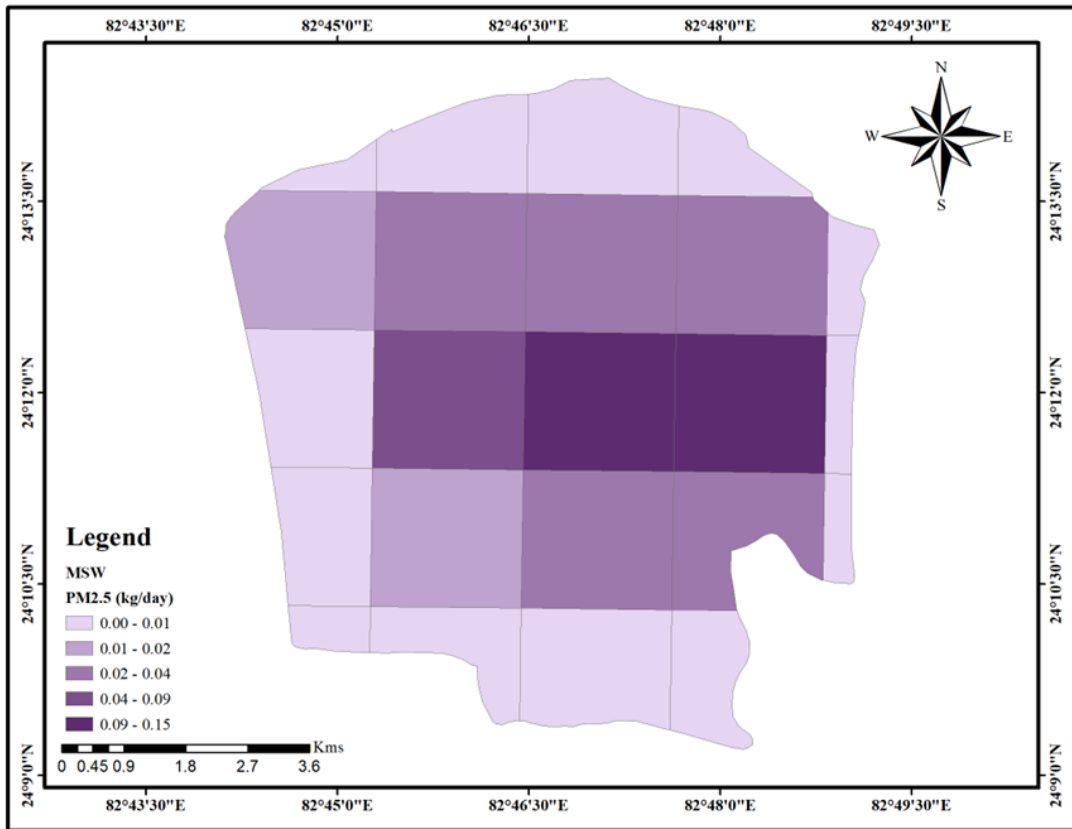 82°43'30"E 82°45'0"E 82°46'30"E 82°48'0"E 82°49'30"E
N
W E
S
24°13'30"N 24°13'30"N
24°12'0"N 24°12'0"N
24°10'30"N 24°10'30"N
24°9'0"N 24°9'0"N
Legend
MSW
PM2.5 (kg/day)
0.00 - 0.01
0.01 - 0.02
0.02 - 0.04
0.04 - 0.09
0.09 - 0.15
Kms
0 0.45 0.9 1.8 2.7 3.6
82°43'30"E 82°45'0"E 82°46'30"E 82°48'0"E 82°49'30"E